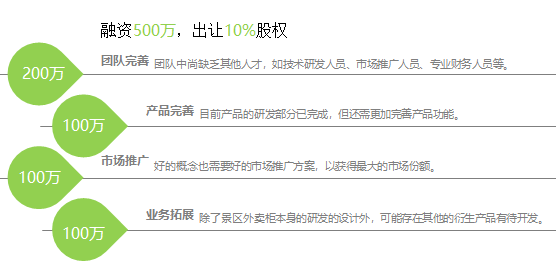 融资500万，出让10%股权
200万 团队完善 团队中尚缺乏其他人才，如技术研发人员、市场推广人员、专业财务人员等。
100万 产品完善 目前产品的研发部分已完成，但还需更加完善产品功能。
100万 市场推广 好的概念也需要好的市场推广方案，以获得最大的市场份额。
100万 业务拓展 除了景区外卖柜本身的研发的设计外，可能存在其他的衍生产品有待开发。